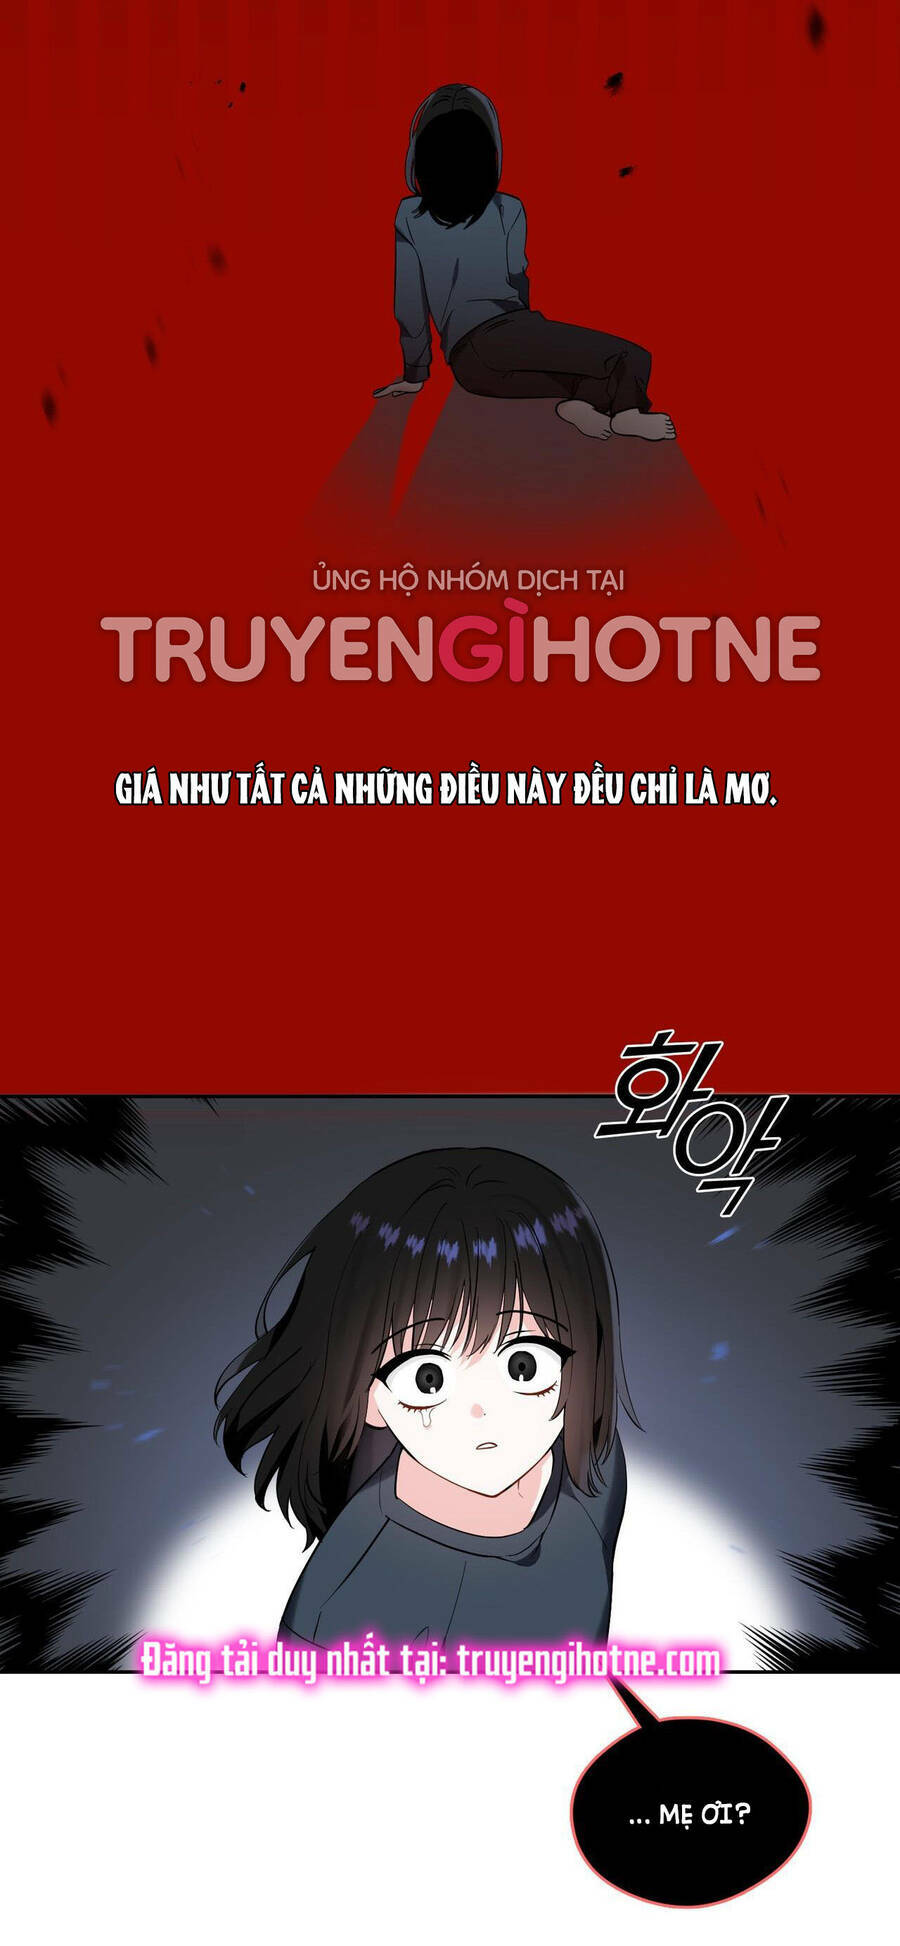 ỦNG HỘ NHÓM DỊCH TẠI
TRUYENGÌHOTNE
GIÁ NHƯ TẤT CẢ NHỮNG ĐIỀU NÀY ĐỀU CHỈ LÀ MƠ.
화악
Đăng tải duy nhất tại: truyengihotne.com
... MẸ ƠI?